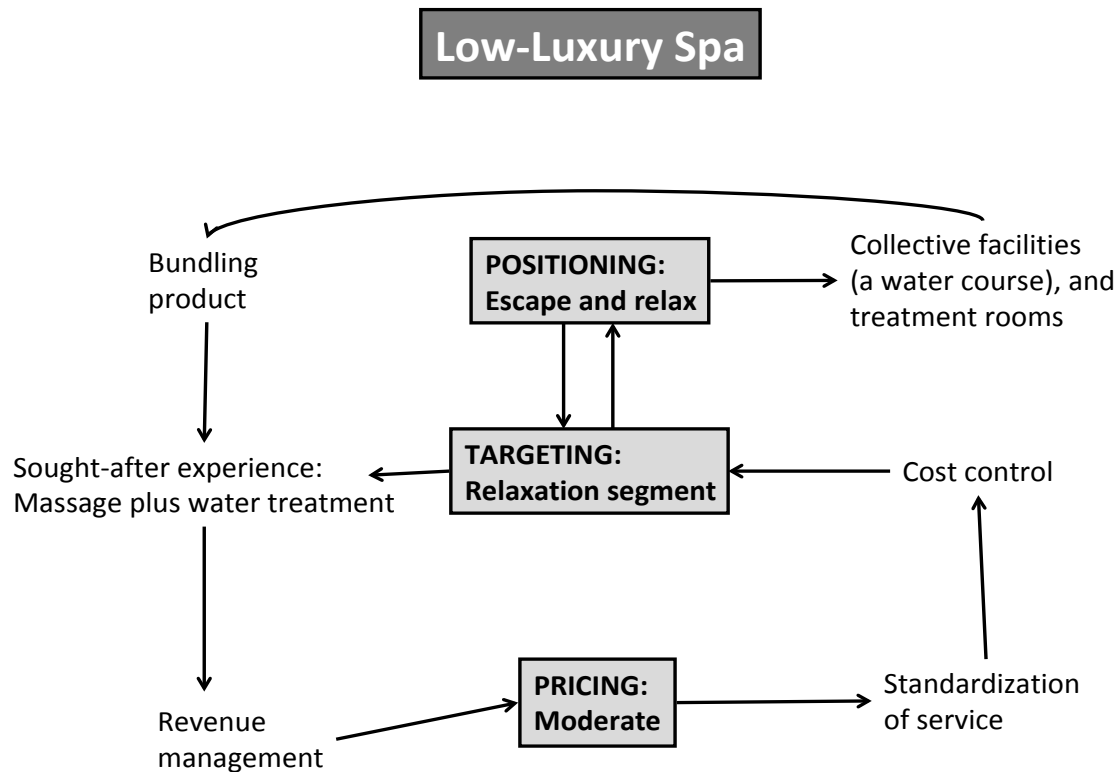 Low-Luxury Spa
Bundling
product
POSITIONING:
Escape and relax
Collective facilities
(a water course), and
treatment rooms
Sought-after experience:
Massage plus water treatment
TARGETING:
Relaxation segment
Cost control
Revenue
management
PRICING:
Moderate
Standardization
of service